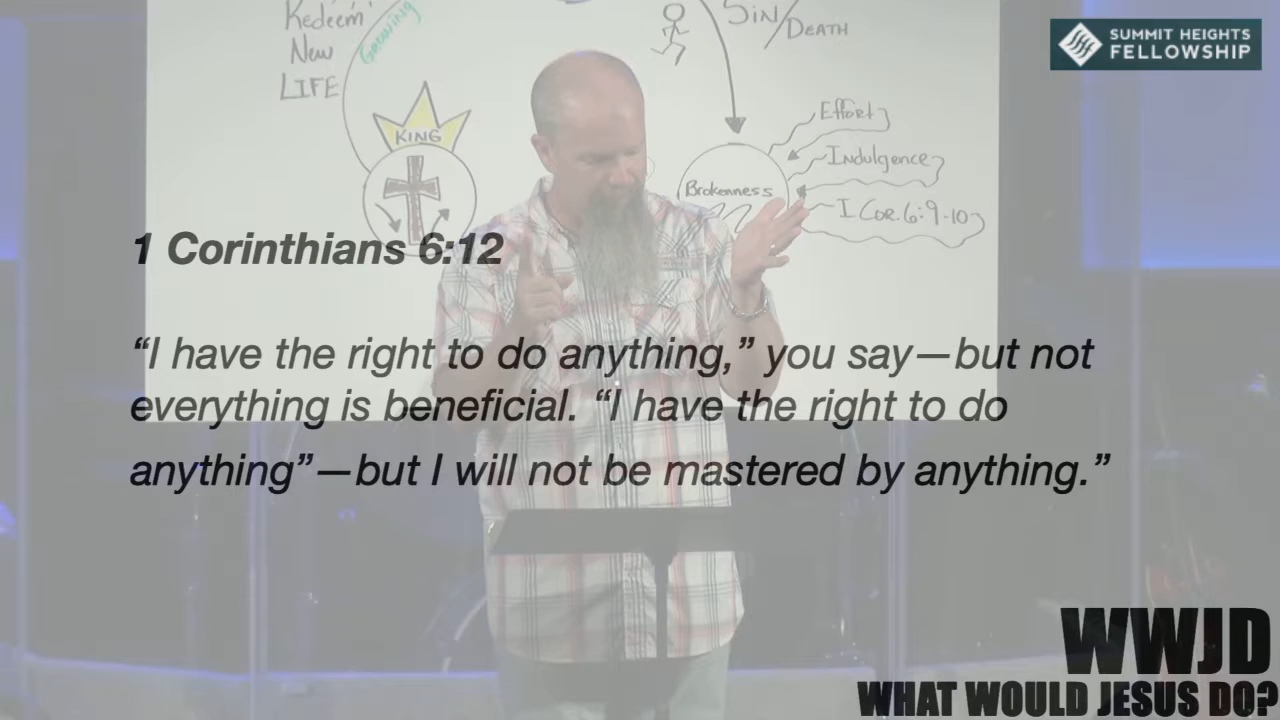 Redeem'
New
LIFE
GROWING
SIN/
DEATH
SUMMIT HEIGHTS
FELLOWSHIP
KING
Effort
Indulgence
Brokenness
I Cor. 6:9-10
1 Corinthians 6:12
“I have the right to do anything,” you say—but not
everything is beneficial. “I have the right to do
anything”—but I will not be mastered by anything.”
WWJD
WHAT WOULD JESUS DO?